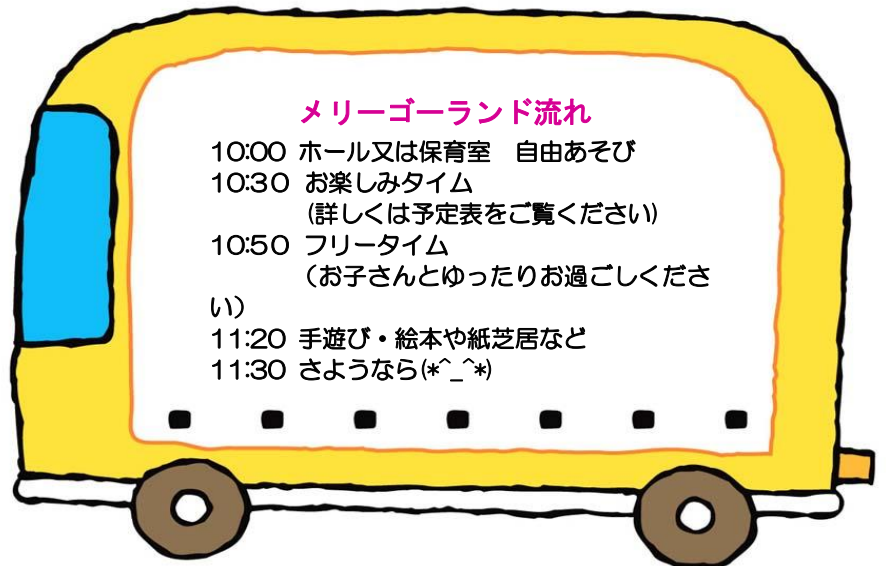 メリーゴーランド流れ
10:00 ホール又は保育室　自由あそび
10:30 お楽しみタイム
(詳しくは予定表をご覧ください)
10:50 フリータイム
（お子さんとゆったりお過ごしくださ
い）
11:20 手遊び・絵本や紙芝居など
11:30 さようなら(*^_^*)